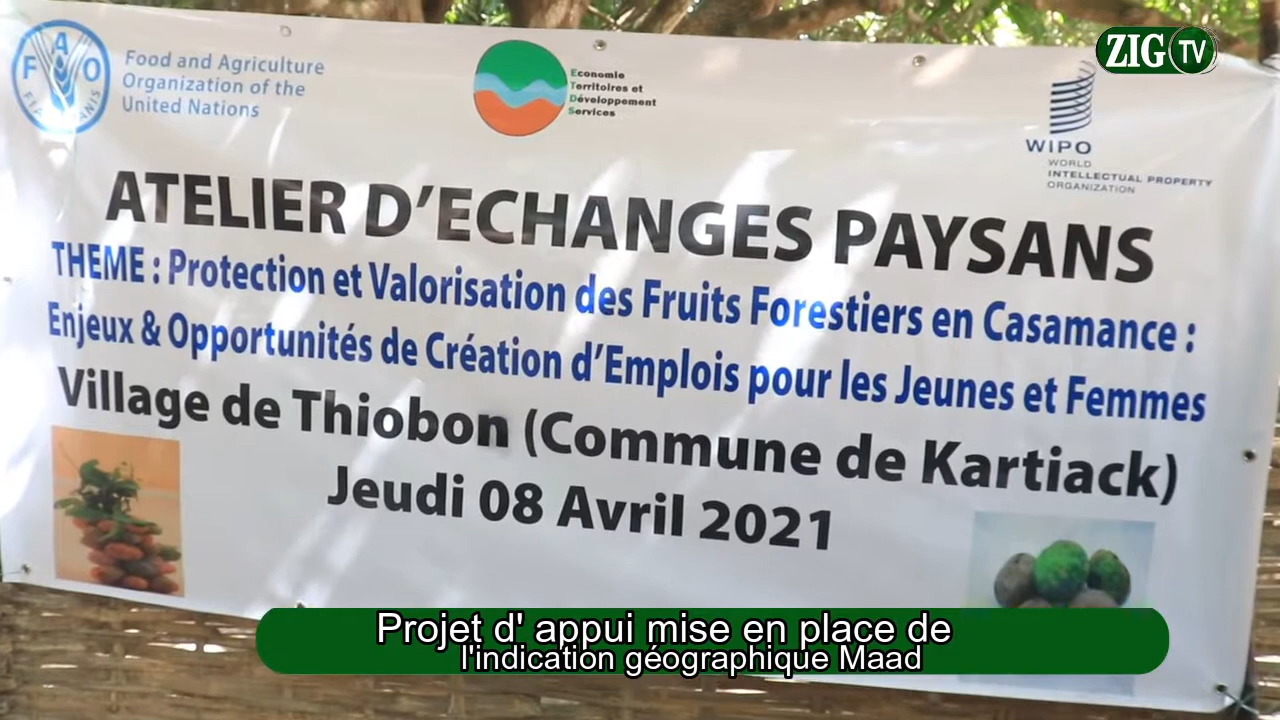 ZIG TV
FAO
FIAT PANIS
Food and Agriculture
Organization of the
United Nations
Economie
Territoires et
Développement
Services
WIPO
WORLD
INTELLECTUAL PROPERTY
ORGANIZATION
ATELIER D'ECHANGES PAYSANS
THEME : Protection et Valorisation des Fruits Forestiers en Casamance :
Enjeux & Opportunités de Création d'Emplois pour les Jeunes et Femmes
Village de Thiobon (Commune de Kartiack)
Jeudi 08 Avril 2021
Projet d' appui mise en place de
l'indication géographique Maad